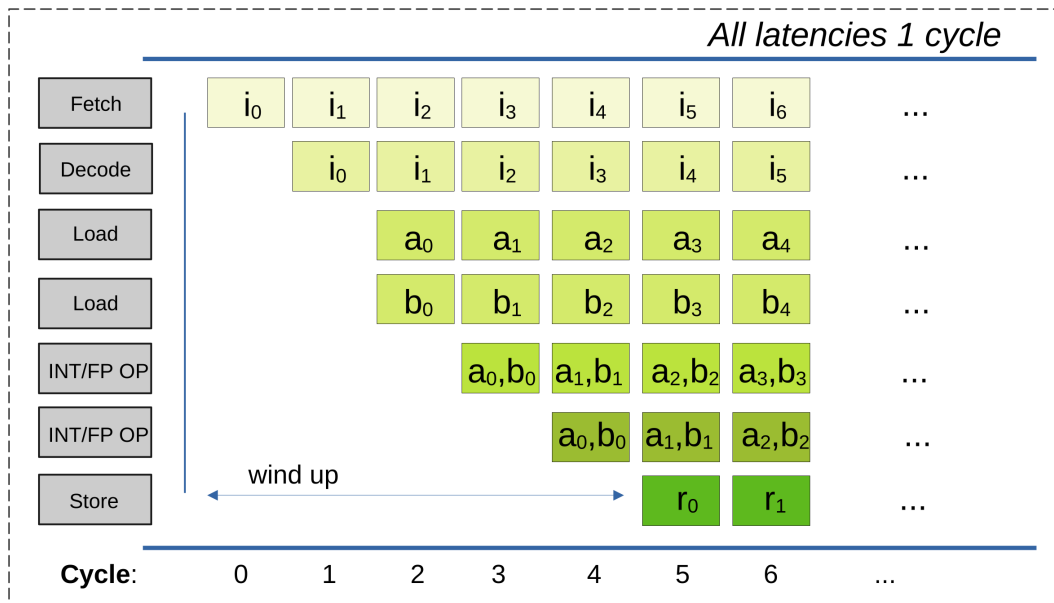 All latencies 1 cycle
Fetch i₀ i₁ i₂ i₃ i₄ i₅ i₆ ...
Decode i₀ i₁ i₂ i₃ i₄ i₅ ...
Load a₀ a₁ a₂ a₃ a₄ ...
Load b₀ b₁ b₂ b₃ b₄ ...
INT/FP OP a₀,b₀ a₁,b₁ a₂,b₂ a₃,b₃ ...
INT/FP OP a₀,b₀ a₁,b₁ a₂,b₂ ...
wind up
Store r₀ r₁ ...
Cycle: 0 1 2 3 4 5 6 ...